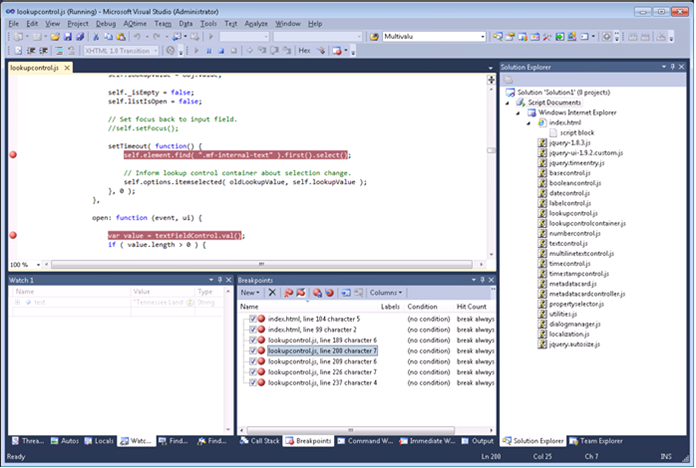 lookupcontrol.js (Running) - Microsoft Visual Studio (Administrator)
File Edit View Project Debug AQtime Team Data Tools Test Analyze Window Help
Multivalu
XHTML 1.0 Transition
Hex
lookupcontrol.js
self.lookupValue = obj.value;
self._isEmpty = false;
self.listIsOpen = false;
// Set focus back to input field.
//self.setFocus();
setTimeout( function() {
self.element.find( ".mf-internal-text" ).first().select();
// Inform lookup control container about selection change.
self.options.itemselected( oldLookupValue, self.lookupValue );
}, 0 );
},
open: function (event, ui) {
var value = textFieldControl.val();
if ( value.length > 0 ) {
100 %
Watch 1
Name Value Type
text "Tennessee Land String
Breakpoints
New Columns
Name Labels Condition Hit Count
index.html, line 104 character 5 (no condition) break always
index.html, line 99 character 2 (no condition) break always
lookupcontrol.js, line 189 character 6 (no condition) break always
lookupcontrol.js, line 200 character 7 (no condition) break always
lookupcontrol.js, line 209 character 6 (no condition) break always
lookupcontrol.js, line 226 character 7 (no condition) break always
lookupcontrol.js, line 237 character 4 (no condition) break always
Solution Explorer
Solution 'Solution1' (0 projects)
Script Documents
Windows Internet Explorer
index.html
script block
jquery-1.8.3.js
jquery-ui-1.9.2.custom.js
jquery.timeentry.js
basecontrol.js
booleancontrol.js
datecontrol.js
labelcontrol.js
lookupcontrol.js
lookupcontrolcontainer.js
numbercontrol.js
textcontrol.js
multilinetextcontrol.js
timecontrol.js
timestampcontrol.js
metadatacard.js
metadatacardcontroller.js
propertyselector.js
utilities.js
dialogmanager.js
localization.js
jquery.autosize.js
Threa... Autos Locals Watc... Find... Find...
Call Stack Breakpoints Command W... Immediate W... Output
Solution Explorer Team Explorer
Ready Ln 200 Col 25 Ch 7 INS